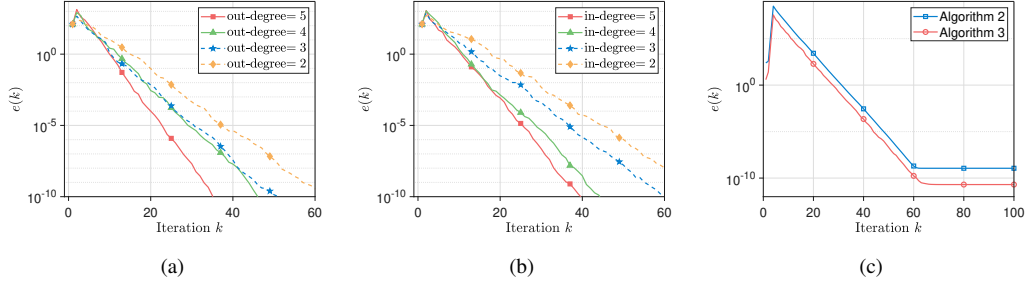 out-degree= 5
out-degree= 4
out-degree= 3
out-degree= 2
10^0
10^-5
10^-10
e(k)
0 20 40 60
Iteration k
(a)
in-degree= 5
in-degree= 4
in-degree= 3
in-degree= 2
10^0
10^-5
10^-10
e(k)
0 20 40 60
Iteration k
(b)
Algorithm 2
Algorithm 3
10^0
10^-10
e(k)
0 20 40 60 80 100
Iteration k
(c)